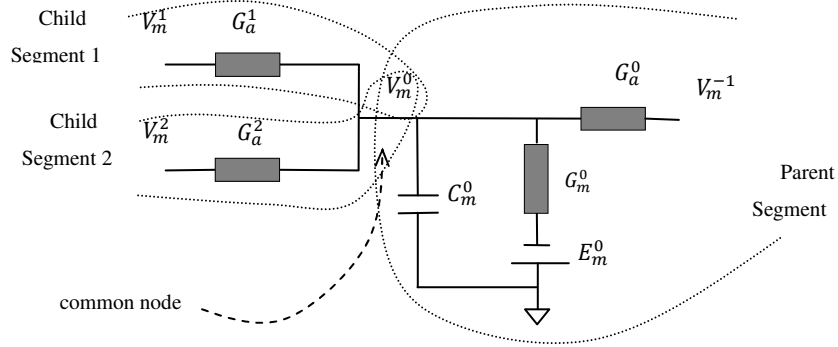 Child
Segment 1
V_m^1
G_a^1
V_m^0
G_a^0
V_m^{-1}
Child
Segment 2
V_m^2
G_a^2
C_m^0
G_m^0
E_m^0
Parent
Segment
common node